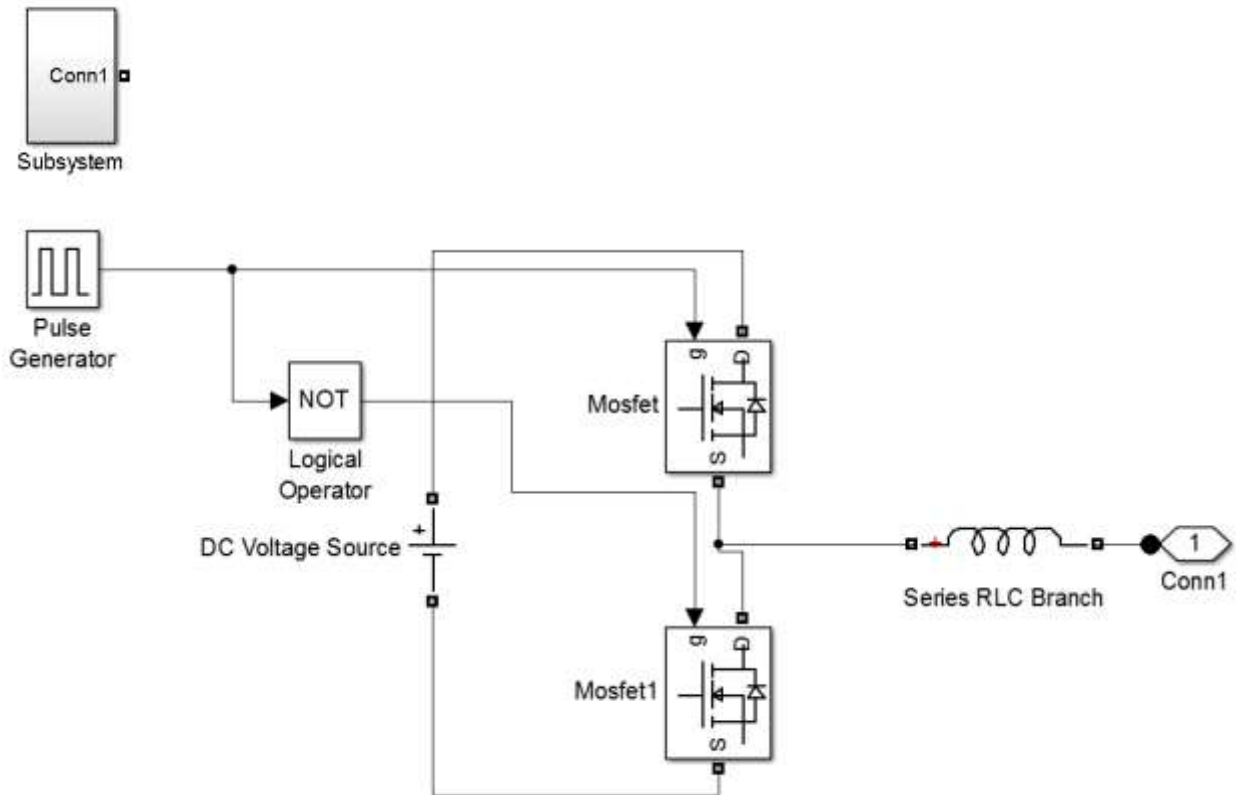 Conn1
Subsystem
Pulse
Generator
NOT
Logical
Operator
DC Voltage Source
+
g
D
Mosfet
S
+
1
Conn1
Series RLC Branch
g
D
Mosfet1
S